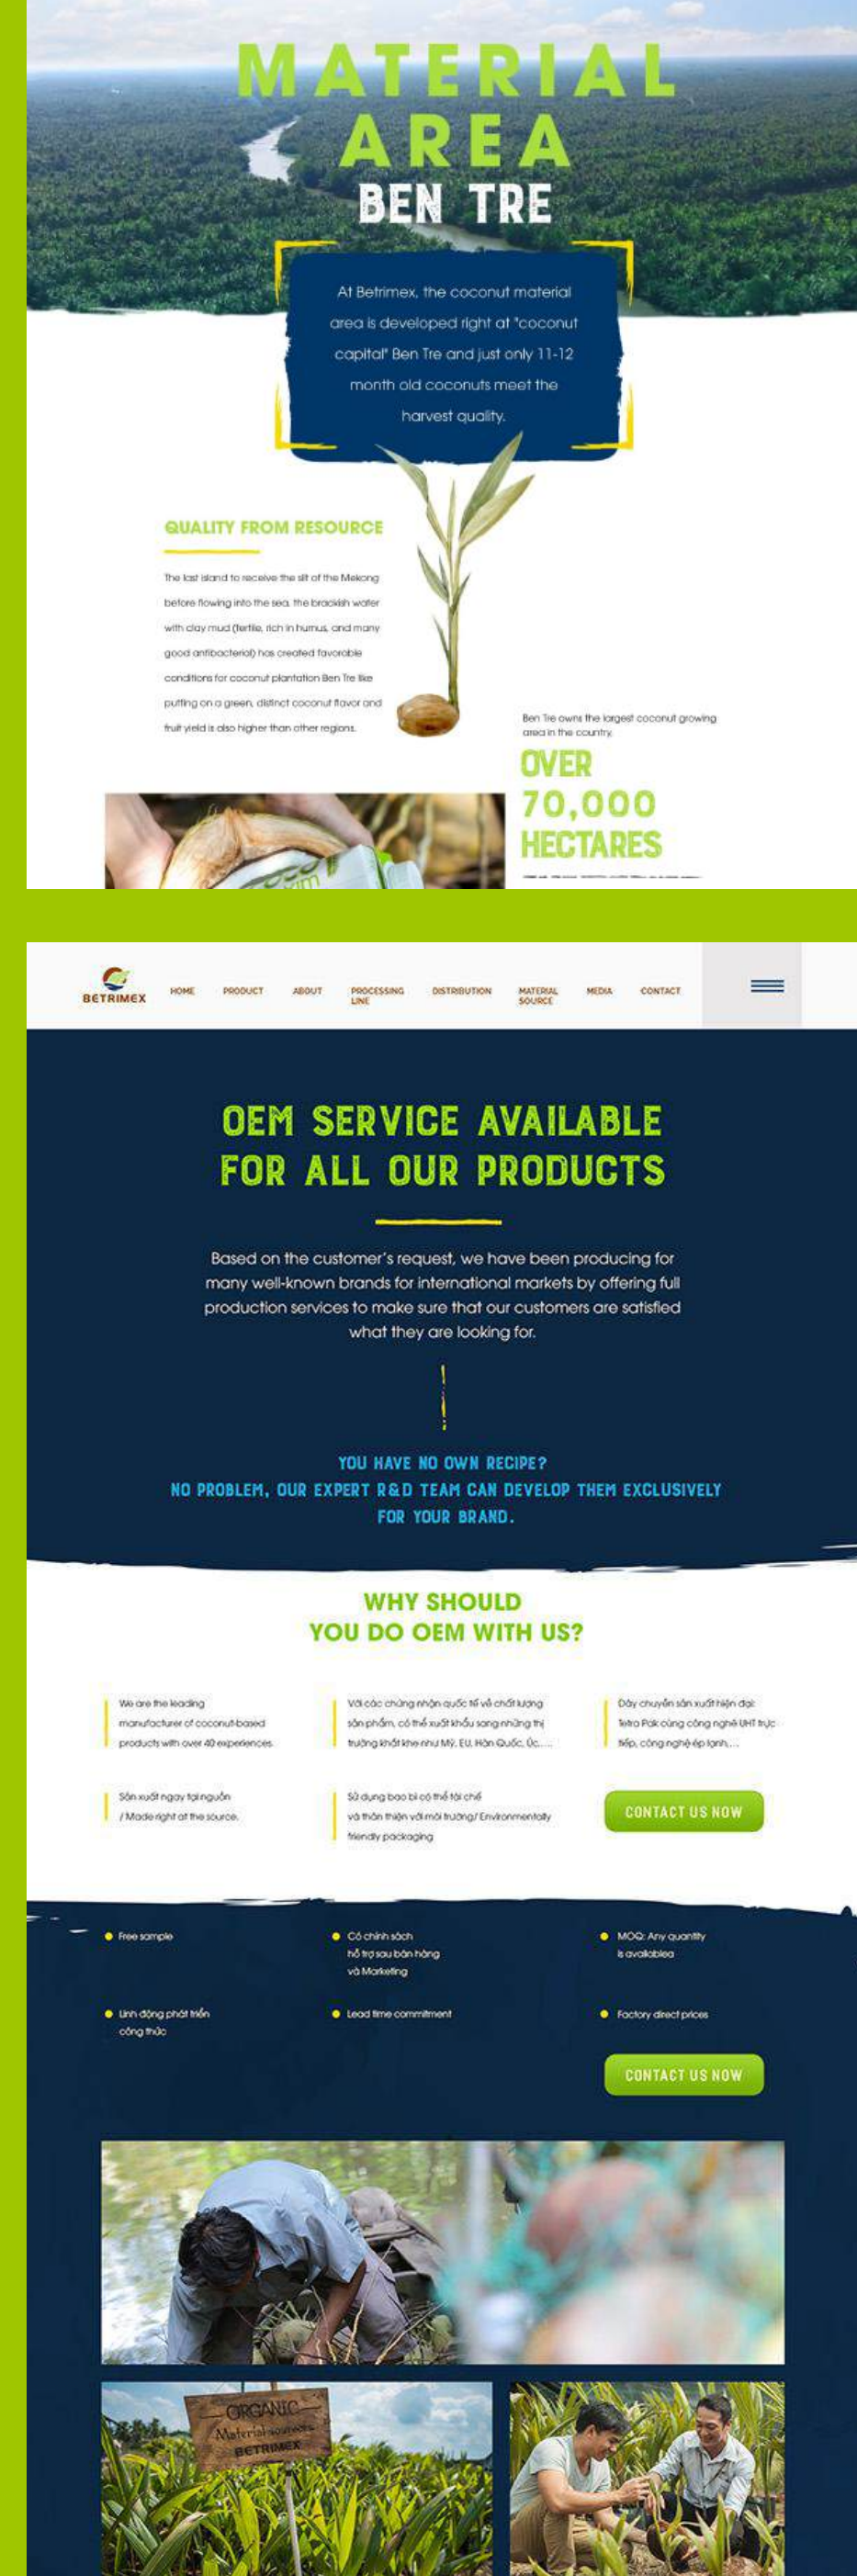 MATERIAL
AREA
BEN TRE
At Betrimex, the coconut material
area is developed right at "coconut
capital" Ben Tre and just only 11-12
month old coconuts meet the
harvest quality.
QUALITY FROM RESOURCE
The last island to receive the silt of the Mekong
before flowing into the sea, the brackish water
with clay mud (fertile, rich in humus, and many
good antibacterial) has created favorable
conditions for coconut plantation Ben Tre like
putting on a green, distinct coconut flavor and
fruit yield is also higher than other regions.
Ben Tre owns the largest coconut growing
area in the country,
OVER
70,000
HECTARES
BETRIMEX
HOME
PRODUCT
ABOUT
PROCESSING
LINE
DISTRIBUTION
MATERIAL
SOURCE
MEDIA
CONTACT
OEM SERVICE AVAILABLE
FOR ALL OUR PRODUCTS
Based on the customer's request, we have been producing for
many well-known brands for international markets by offering full
production services to make sure that our customers are satisfied
what they are looking for.
YOU HAVE NO OWN RECIPE?
NO PROBLEM, OUR EXPERT R&D TEAM CAN DEVELOP THEM EXCLUSIVELY
FOR YOUR BRAND.
WHY SHOULD
YOU DO OEM WITH US?
We are the leading
manufacturer of coconut-based
products with over 40 experiences.
Với các chứng nhận quốc tế về chất lượng
sản phẩm, có thể xuất khẩu sang những thị
trường khắt khe như Mỹ, EU, Hàn Quốc, Úc,....
Dây chuyền sản xuất hiện đại:
Tetra Pak cùng công nghệ UHT trực
tiếp, công nghệ ép lạnh,...
Sản xuất ngay tại nguồn
/ Made right at the source.
Sử dụng bao bì có thể tái chế
và thân thiện với môi trường/ Environmentally
friendly packaging
CONTACT US NOW
Free sample
Có chính sách
hỗ trợ sau bán hàng
và Marketing
MOQ: Any quantity
is availablea
Linh động phát triển
công thức
Lead time commitment
Factory direct prices
CONTACT US NOW
ORGANIC
Material sources
BETRIMEX